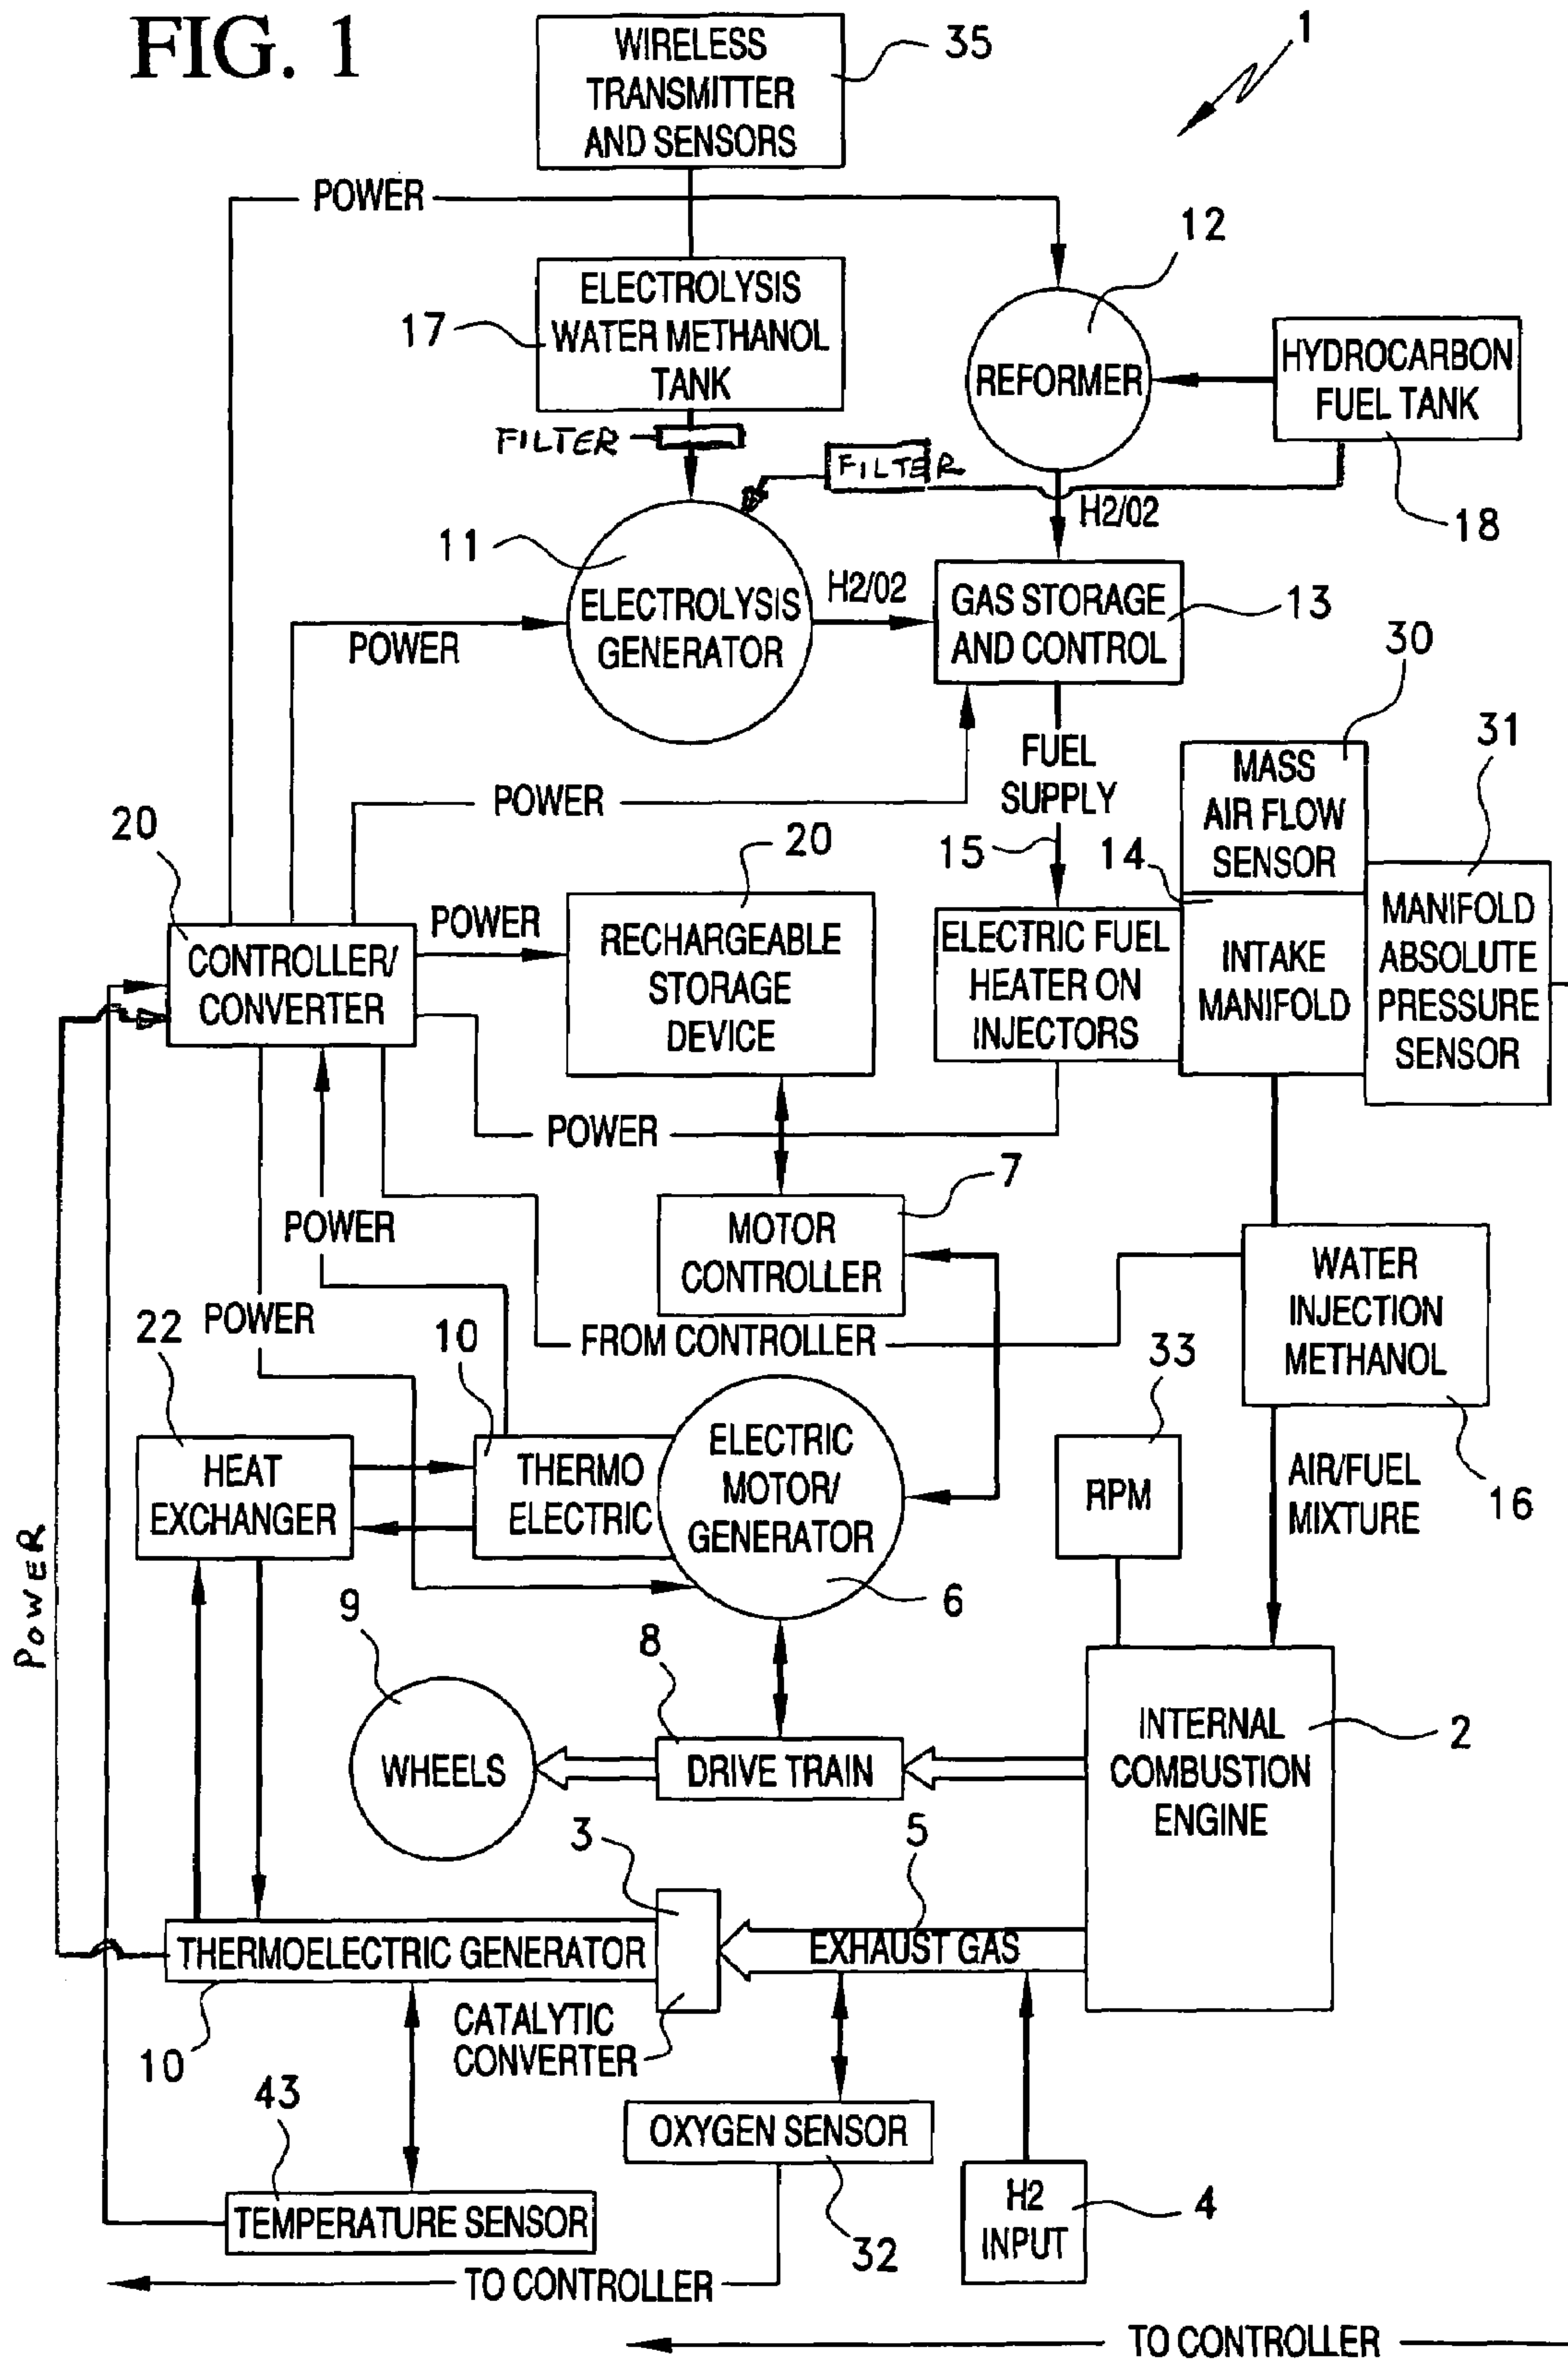 FIG. 1
WIRELESS
TRANSMITTER
AND SENSORS
35
1
POWER
12
ELECTROLYSIS
WATER METHANOL
TANK
17
REFORMER
HYDROCARBON
FUEL TANK
18
FILTER
FILTER
H2/02
11
ELECTROLYSIS
GENERATOR
H2/02
POWER
GAS STORAGE
AND CONTROL
13
30
31
FUEL
SUPPLY
MASS
AIR FLOW
SENSOR
POWER
20
20
15
14
POWER
CONTROLLER/
CONVERTER
RECHARGEABLE
STORAGE
DEVICE
ELECTRIC FUEL
HEATER ON
INJECTORS
INTAKE
MANIFOLD
MANIFOLD
ABSOLUTE
PRESSURE
SENSOR
POWER
7
POWER
MOTOR
CONTROLLER
WATER
INJECTION
METHANOL
POWER
22
10
FROM CONTROLLER
33
16
HEAT
EXCHANGER
THERMO
ELECTRIC
ELECTRIC
MOTOR/
GENERATOR
RPM
AIR/FUEL
MIXTURE
POWER
9
8
6
WHEELS
DRIVE TRAIN
INTERNAL
COMBUSTION
ENGINE
2
3
5
THERMOELECTRIC GENERATOR
EXHAUST GAS
10
CATALYTIC
CONVERTER
43
OXYGEN SENSOR
TEMPERATURE SENSOR
32
H2
INPUT
4
TO CONTROLLER
TO CONTROLLER